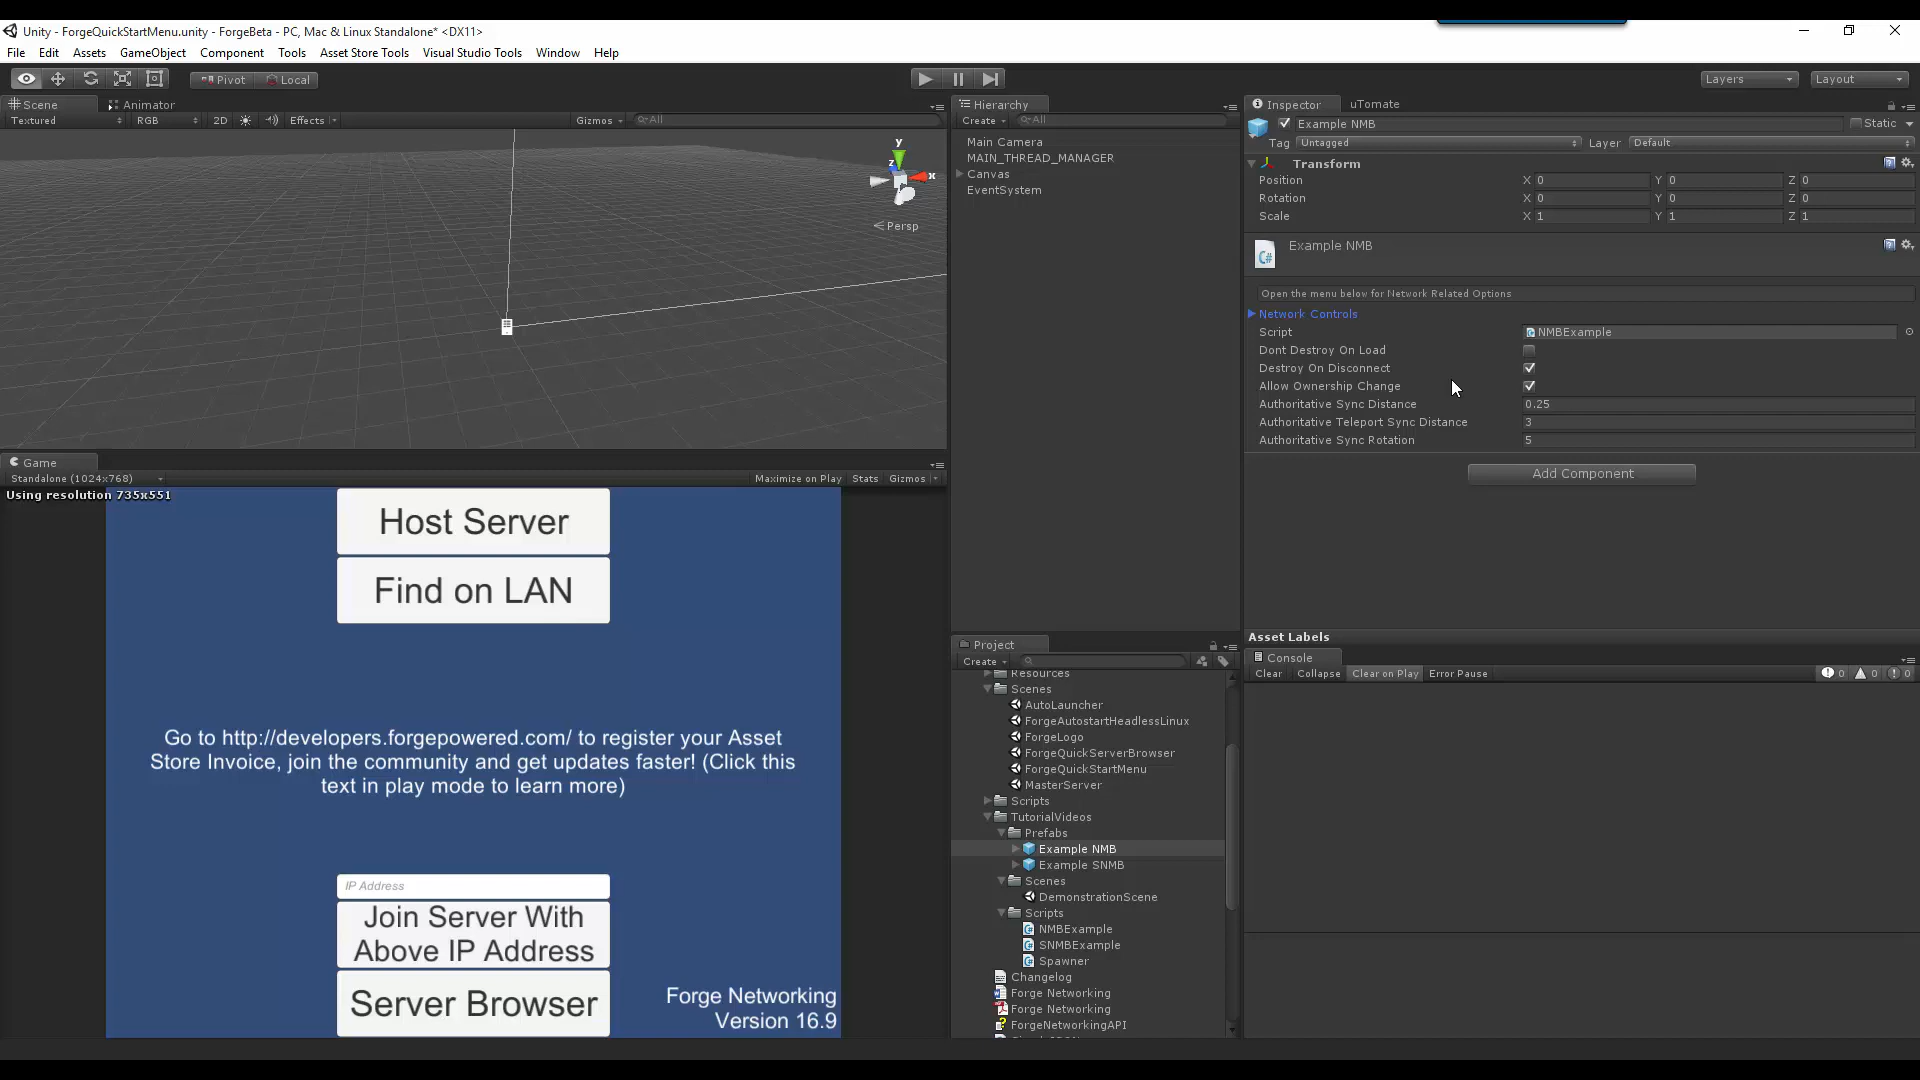 Unity - ForgeQuickStartMenu.unity - ForgeBeta - PC, Mac & Linux Standalone* <DX11>
File Edit Assets GameObject Component Tools Asset Store Tools Visual Studio Tools Window Help
Pivot Local Layers Layout
Scene Animator
Textured RGB 2D Effects Gizmos All
y
z
x
Persp
Game
Standalone (1024x768) Maximize on Play Stats Gizmos
Using resolution 735x551
Host Server
Find on LAN
Go to http://developers.forgepowered.com/ to register your Asset
Store Invoice, join the community and get updates faster! (Click this
text in play mode to learn more)
IP Address
Join Server With
Above IP Address
Server Browser
Forge Networking
Version 16.9
Hierarchy
Create All
Main Camera
MAIN_THREAD_MANAGER
Canvas
EventSystem
Project
Create
Resources
Scenes
AutoLauncher
ForgeAutostartHeadlessLinux
ForgeLogo
ForgeQuickServerBrowser
ForgeQuickStartMenu
MasterServer
Scripts
TutorialVideos
Prefabs
Example NMB
Example SNMB
Scenes
DemonstrationScene
Scripts
NMBExample
SNMBExample
Spawner
Changelog
Forge Networking
Forge Networking
ForgeNetworkingAPI
Inspector uTomate
Example NMB Static
Tag Untagged Layer Default
Transform
Position X 0 Y 0 Z 0
Rotation X 0 Y 0 Z 0
Scale X 1 Y 1 Z 1
Example NMB
Open the menu below for Network Related Options
Network Controls
Script NMBExample
Dont Destroy On Load
Destroy On Disconnect
Allow Ownership Change
Authoritative Sync Distance 0.25
Authoritative Teleport Sync Distance 3
Authoritative Sync Rotation 5
Add Component
Asset Labels
Console
Clear Collapse Clear on Play Error Pause 0 0 0